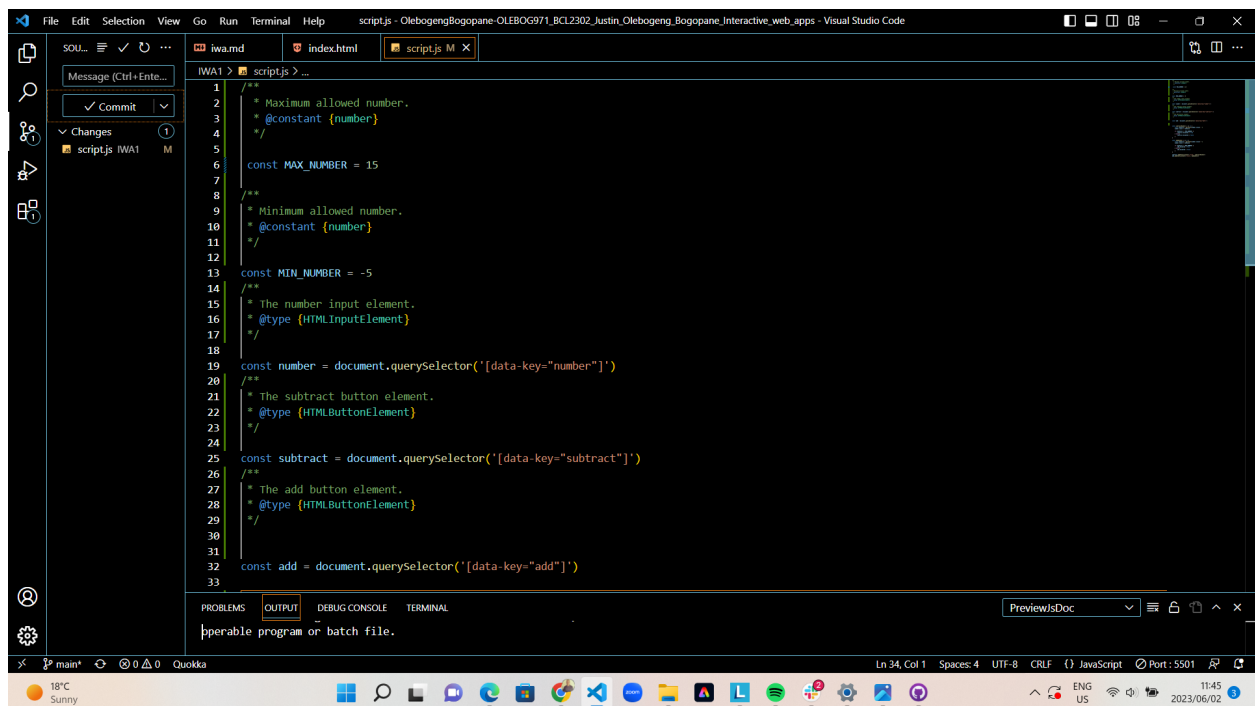 File Edit Selection View Go Run Terminal Help script.js - OlebogengBogopane-OLEBOG971_BCL2302_Justin_Olebogeng_Bogopane_Interactive_web_apps - Visual Studio Code
SOU...
iwa.md index.html script.js M
Message (Ctrl+Ente...
Commit
Changes 1
script.js IWA1 M
IWA1 > script.js > ...
1 /**
2 * Maximum allowed number.
3 * @constant {number}
4 */
5
6 const MAX_NUMBER = 15
7
8 /**
9 * Minimum allowed number.
10 * @constant {number}
11 */
12
13 const MIN_NUMBER = -5
14 /**
15 * The number input element.
16 * @type {HTMLInputElement}
17 */
18
19 const number = document.querySelector('[data-key="number"]')
20 /**
21 * The subtract button element.
22 * @type {HTMLButtonElement}
23 */
24
25 const subtract = document.querySelector('[data-key="subtract"]')
26 /**
27 * The add button element.
28 * @type {HTMLButtonElement}
29 */
30
31
32 const add = document.querySelector('[data-key="add"]')
33
1
1
PROBLEMS OUTPUT DEBUG CONSOLE TERMINAL PreviewJsDoc
operable program or batch file.
main* 0 0 Quokka Ln 34, Col 1 Spaces: 4 UTF-8 CRLF {} JavaScript Port : 5501
18°C
Sunny
zoom
L
2
ENG
US
11:45
2023/06/02
3